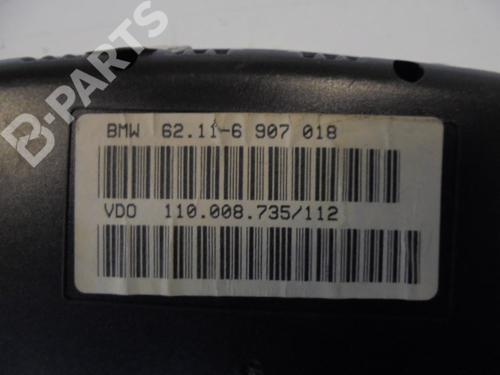 B-PARTS
BMW 62.11-6 907 018
VDO 110.008.735/112